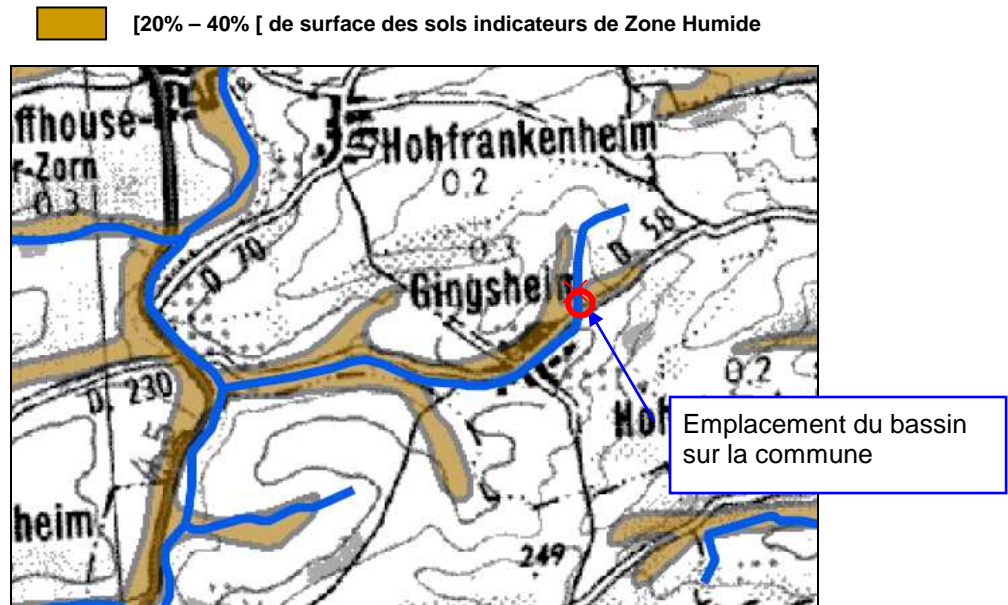 [20% – 40% [ de surface des sols indicateurs de Zone Humide
ffhouse
Hohfrankenheim
r-Zorn
0.2
0.3
D. 70
0.3
D. 58
Gingsheim
0.2
D. 230
Hoh
Emplacement du bassin
sur la commune
heim
249